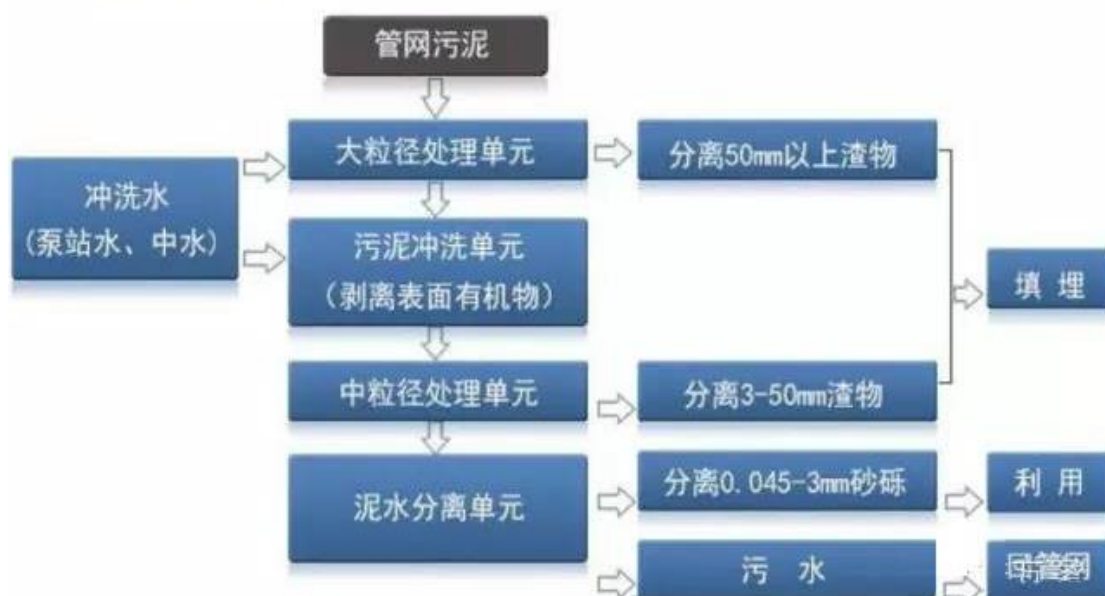 管网污泥
大粒径处理单元
分离50mm以上渣物
冲洗水
(泵站水、中水)
污泥冲洗单元
(剥离表面有机物)
填 埋
中粒径处理单元
分离3-50mm渣物
泥水分离单元
分离0.045-3mm砂砾
利 用
污 水
回管网